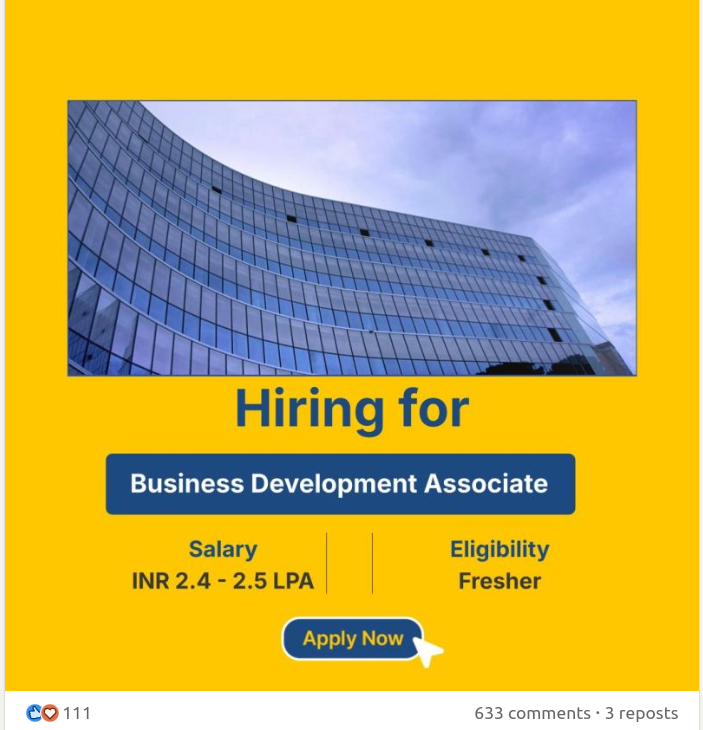 Hiring for
Business Development Associate
Salary
INR 2.4 - 2.5 LPA
Eligibility
Fresher
Apply Now
111
633 comments · 3 reposts